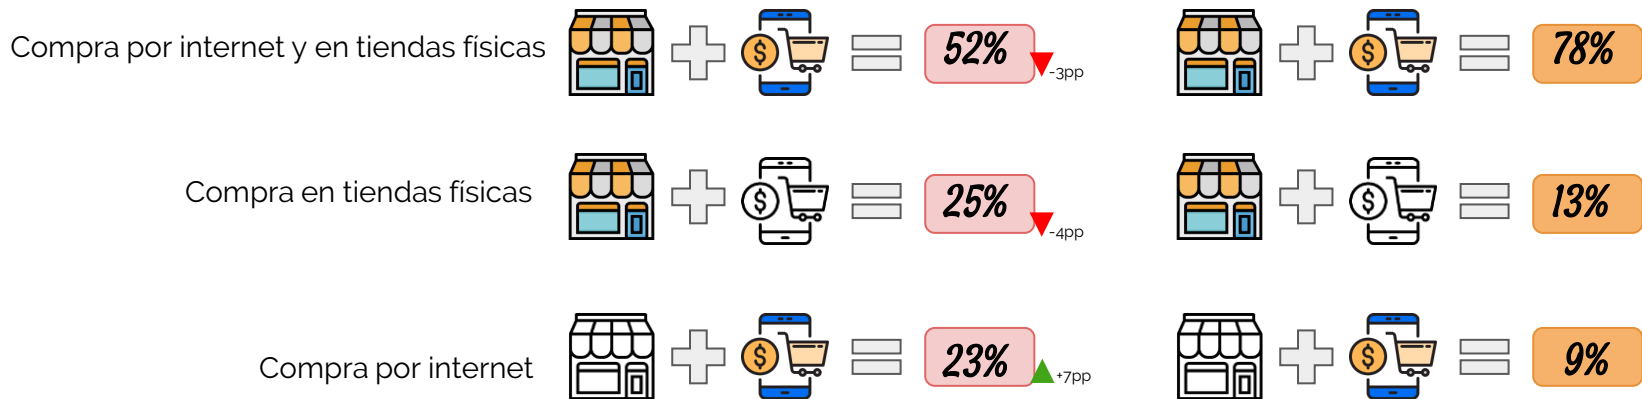 Compra por internet y en tiendas físicas
$
52%
-3pp
$
78%
Compra en tiendas físicas
$
25%
-4pp
$
13%
Compra por internet
$
23%
+7pp
$
9%